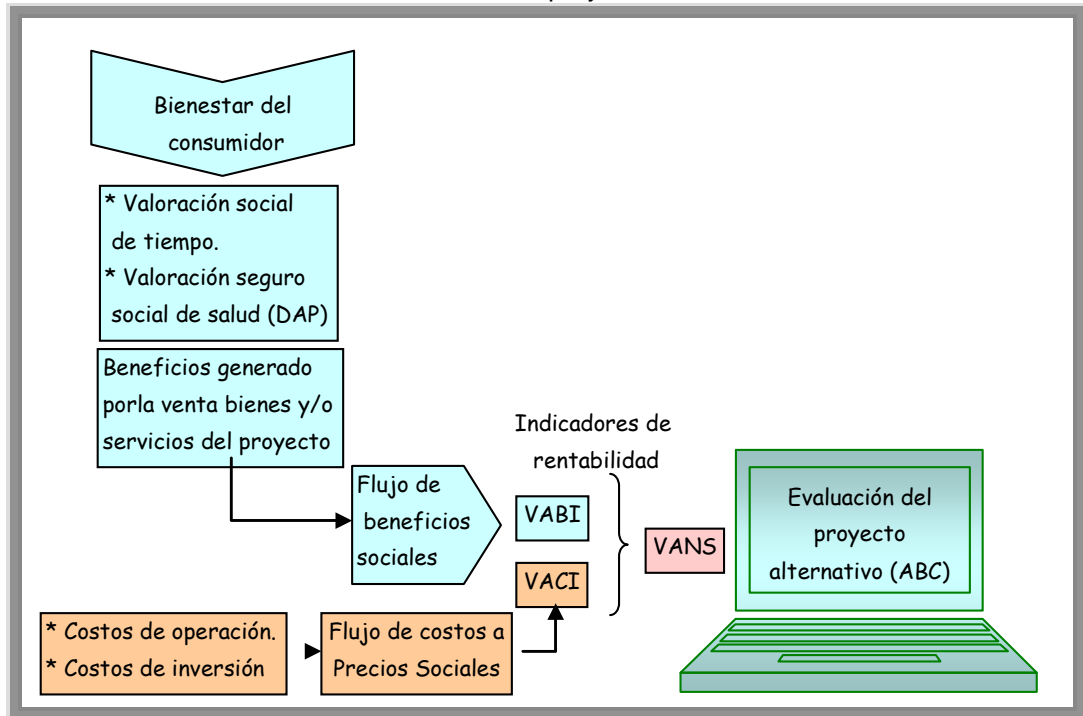 Bienestar del
consumidor
* Valoración social
de tiempo.
* Valoración seguro
social de salud (DAP)
Beneficios generado
porla venta bienes y/o
servicios del proyecto
Flujo de
beneficios
sociales
Indicadores de
rentabilidad
VABI
VACI
VANS
Evaluación del
proyecto
alternativo (ABC)
* Costos de operación.
* Costos de inversión
Flujo de costos a
Precios Sociales